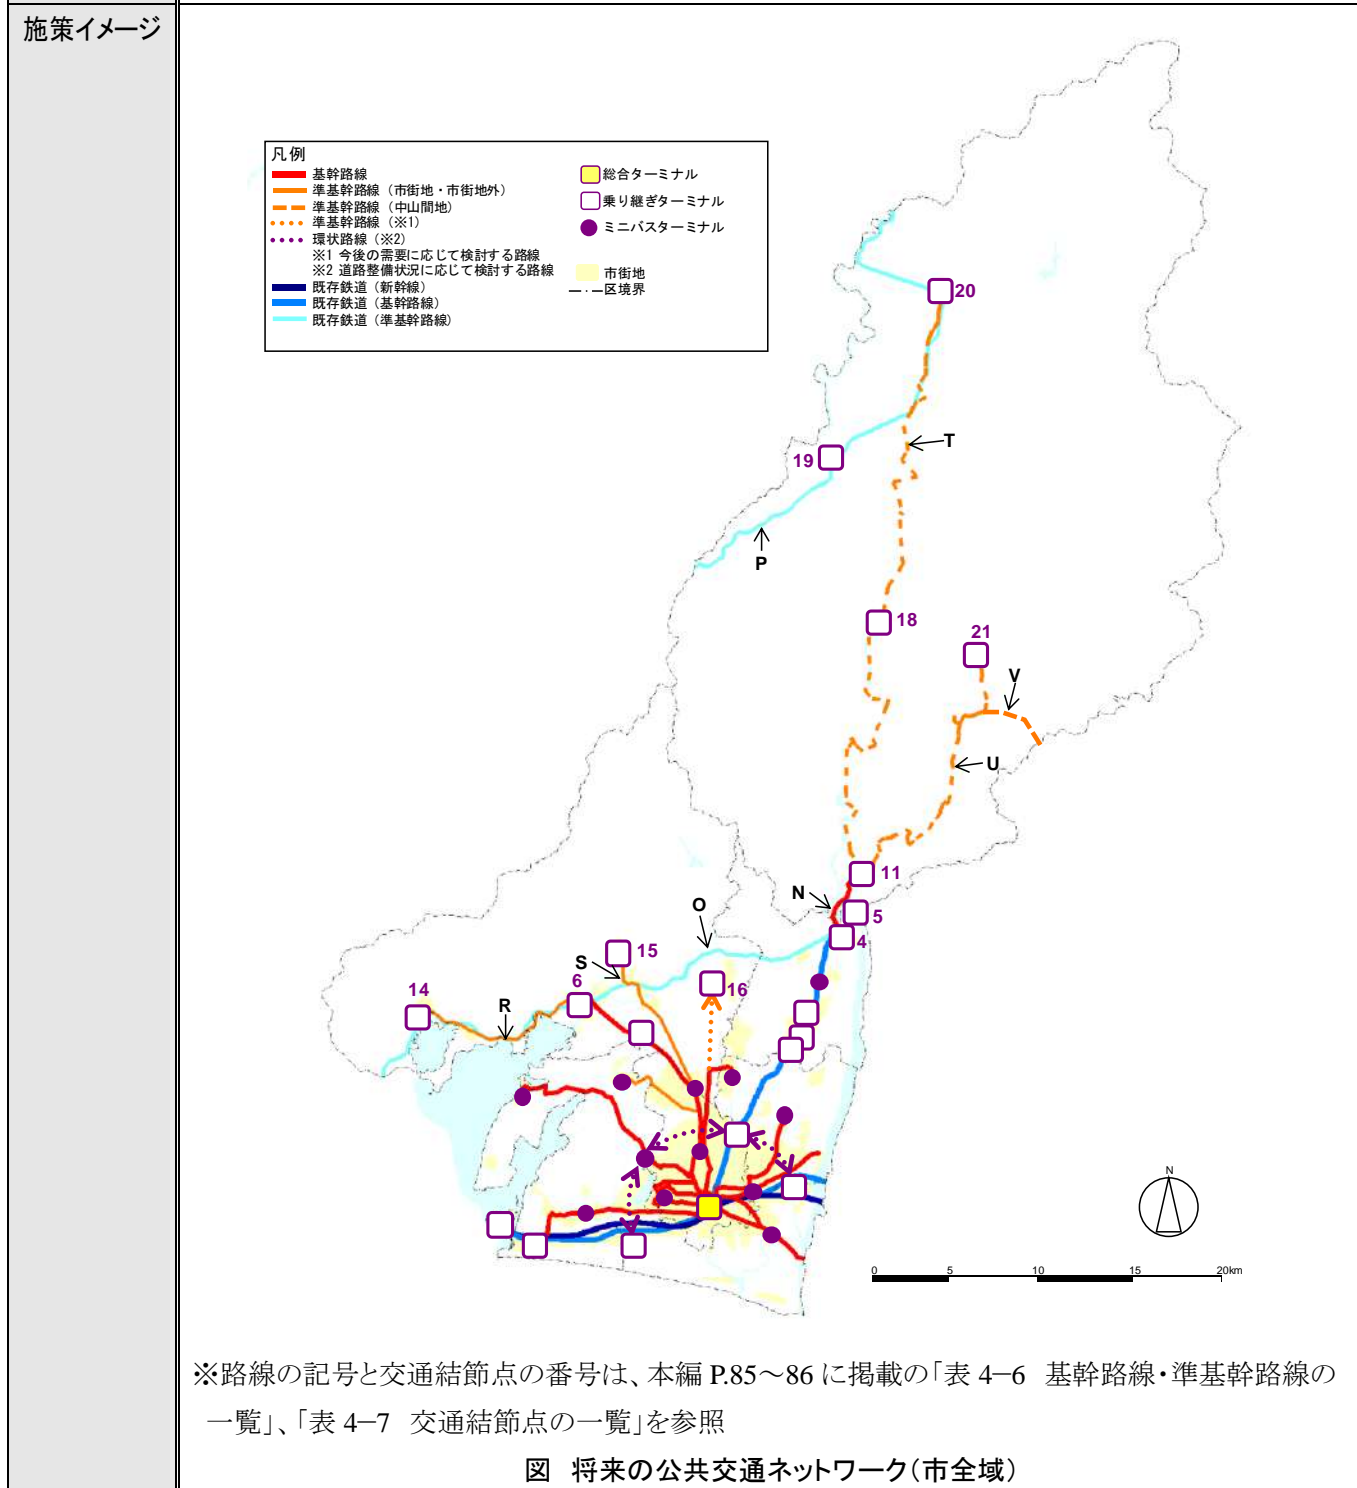 施策イメージ
凡例
基幹路線
準基幹路線（市街地・市街地外）
準基幹路線（中山間地）
準基幹路線（※1）
環状路線（※2）
※1 今後の需要に応じて検討する路線
※2 道路整備状況に応じて検討する路線
既存鉄道（新幹線）
既存鉄道（基幹路線）
既存鉄道（準基幹路線）
総合ターミナル
乗り継ぎターミナル
ミニバスターミナル
市街地
区境界
20
T
19
P
18
21
V
U
11
N
5
O
4
15
S
6
16
14
R
N
0 5 10 15 20km
※路線の記号と交通結節点の番号は、本編 P.85～86 に掲載の「表 4−6 基幹路線・準基幹路線の
一覧」、「表 4−7 交通結節点の一覧」を参照
図 将来の公共交通ネットワーク（市全域）